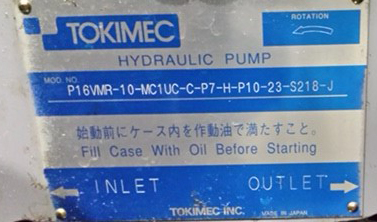 TOKIMEC
ROTATION
HYDRAULIC PUMP
MOD. NO.
P16VMR-10-MC1UC-C-P7-H-P10-23-S218-J
始動前にケース内を作動油で満たすこと。
Fill Case With Oil Before Starting
INLET OUTLET
TOKIMEC INC. MADE IN JAPAN